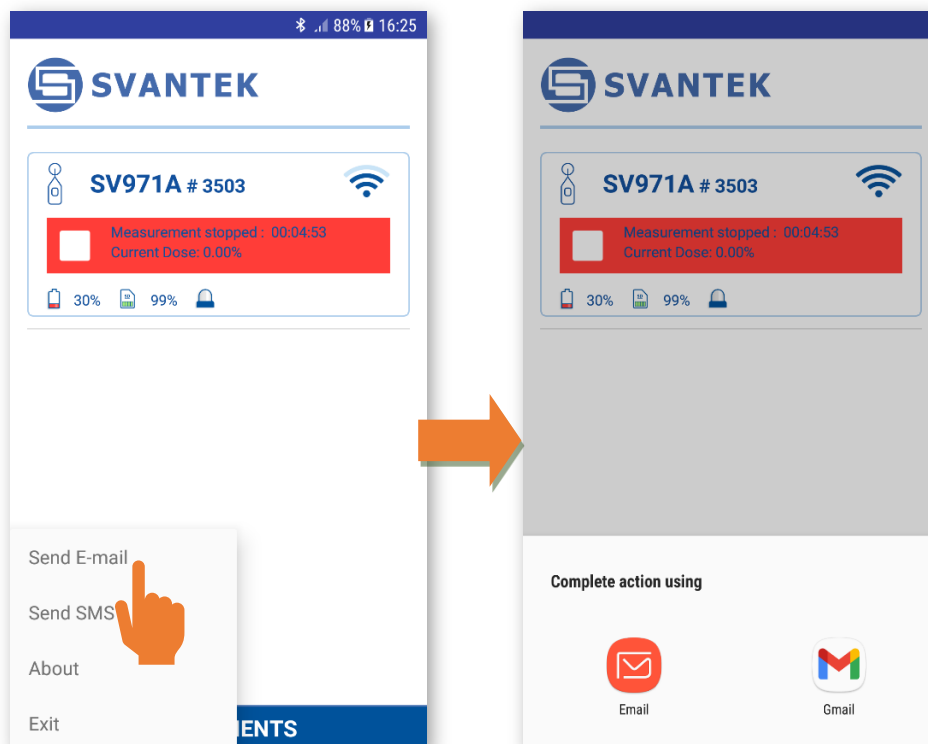 88% 16:25
SVANTEK
SV971A # 3503
Measurement stopped : 00:04:53
Current Dose: 0.00%
30% 99%
Send E-mail
Send SMS
About
Exit
SVANTEK
SV971A # 3503
Measurement stopped : 00:04:53
Current Dose: 0.00%
30% 99%
Complete action using
Email Gmail